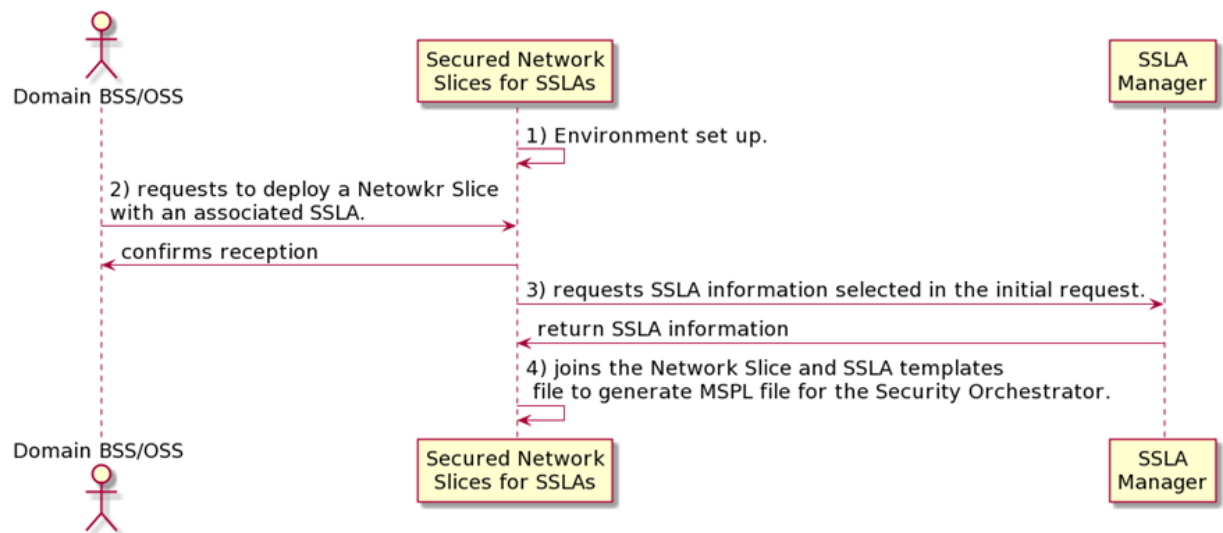 Domain BSS/OSS
Secured Network
Slices for SSLAs
SSLA
Manager
1) Environment set up.
2) requests to deploy a Netowkr Slice
with an associated SSLA.
confirms reception
3) requests SSLA information selected in the initial request.
return SSLA information
4) joins the Network Slice and SSLA templates
file to generate MSPL file for the Security Orchestrator.
Domain BSS/OSS
Secured Network
Slices for SSLAs
SSLA
Manager